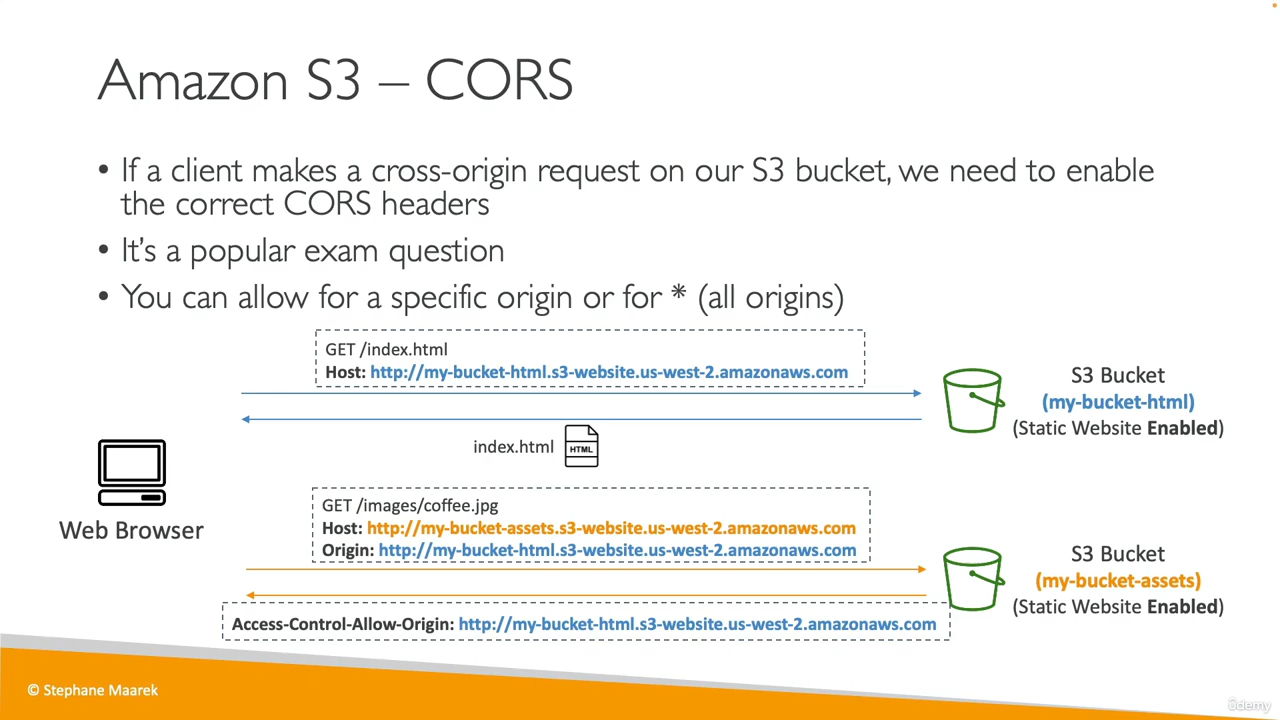 Amazon S3 – CORS
• If a client makes a cross-origin request on our S3 bucket, we need to enable
the correct CORS headers
• It's a popular exam question
• You can allow for a specific origin or for * (all origins)
GET /index.html
Host: http://my-bucket-html.s3-website.us-west-2.amazonaws.com
S3 Bucket
(my-bucket-html)
(Static Website Enabled)
index.html
HTML
Web Browser
GET /images/coffee.jpg
Host: http://my-bucket-assets.s3-website.us-west-2.amazonaws.com
Origin: http://my-bucket-html.s3-website.us-west-2.amazonaws.com
S3 Bucket
(my-bucket-assets)
(Static Website Enabled)
Access-Control-Allow-Origin: http://my-bucket-html.s3-website.us-west-2.amazonaws.com
© Stephane Maarek
ûdemy